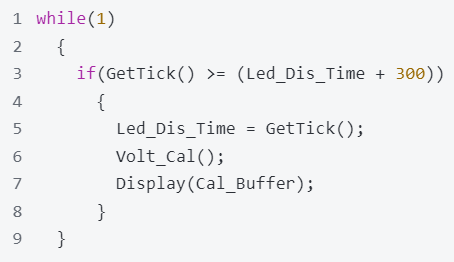 1 while(1)
2 {
3 if(GetTick() >= (Led_Dis_Time + 300))
4 {
5 Led_Dis_Time = GetTick();
6 Volt_Cal();
7 Display(Cal_Buffer);
8 }
9 }